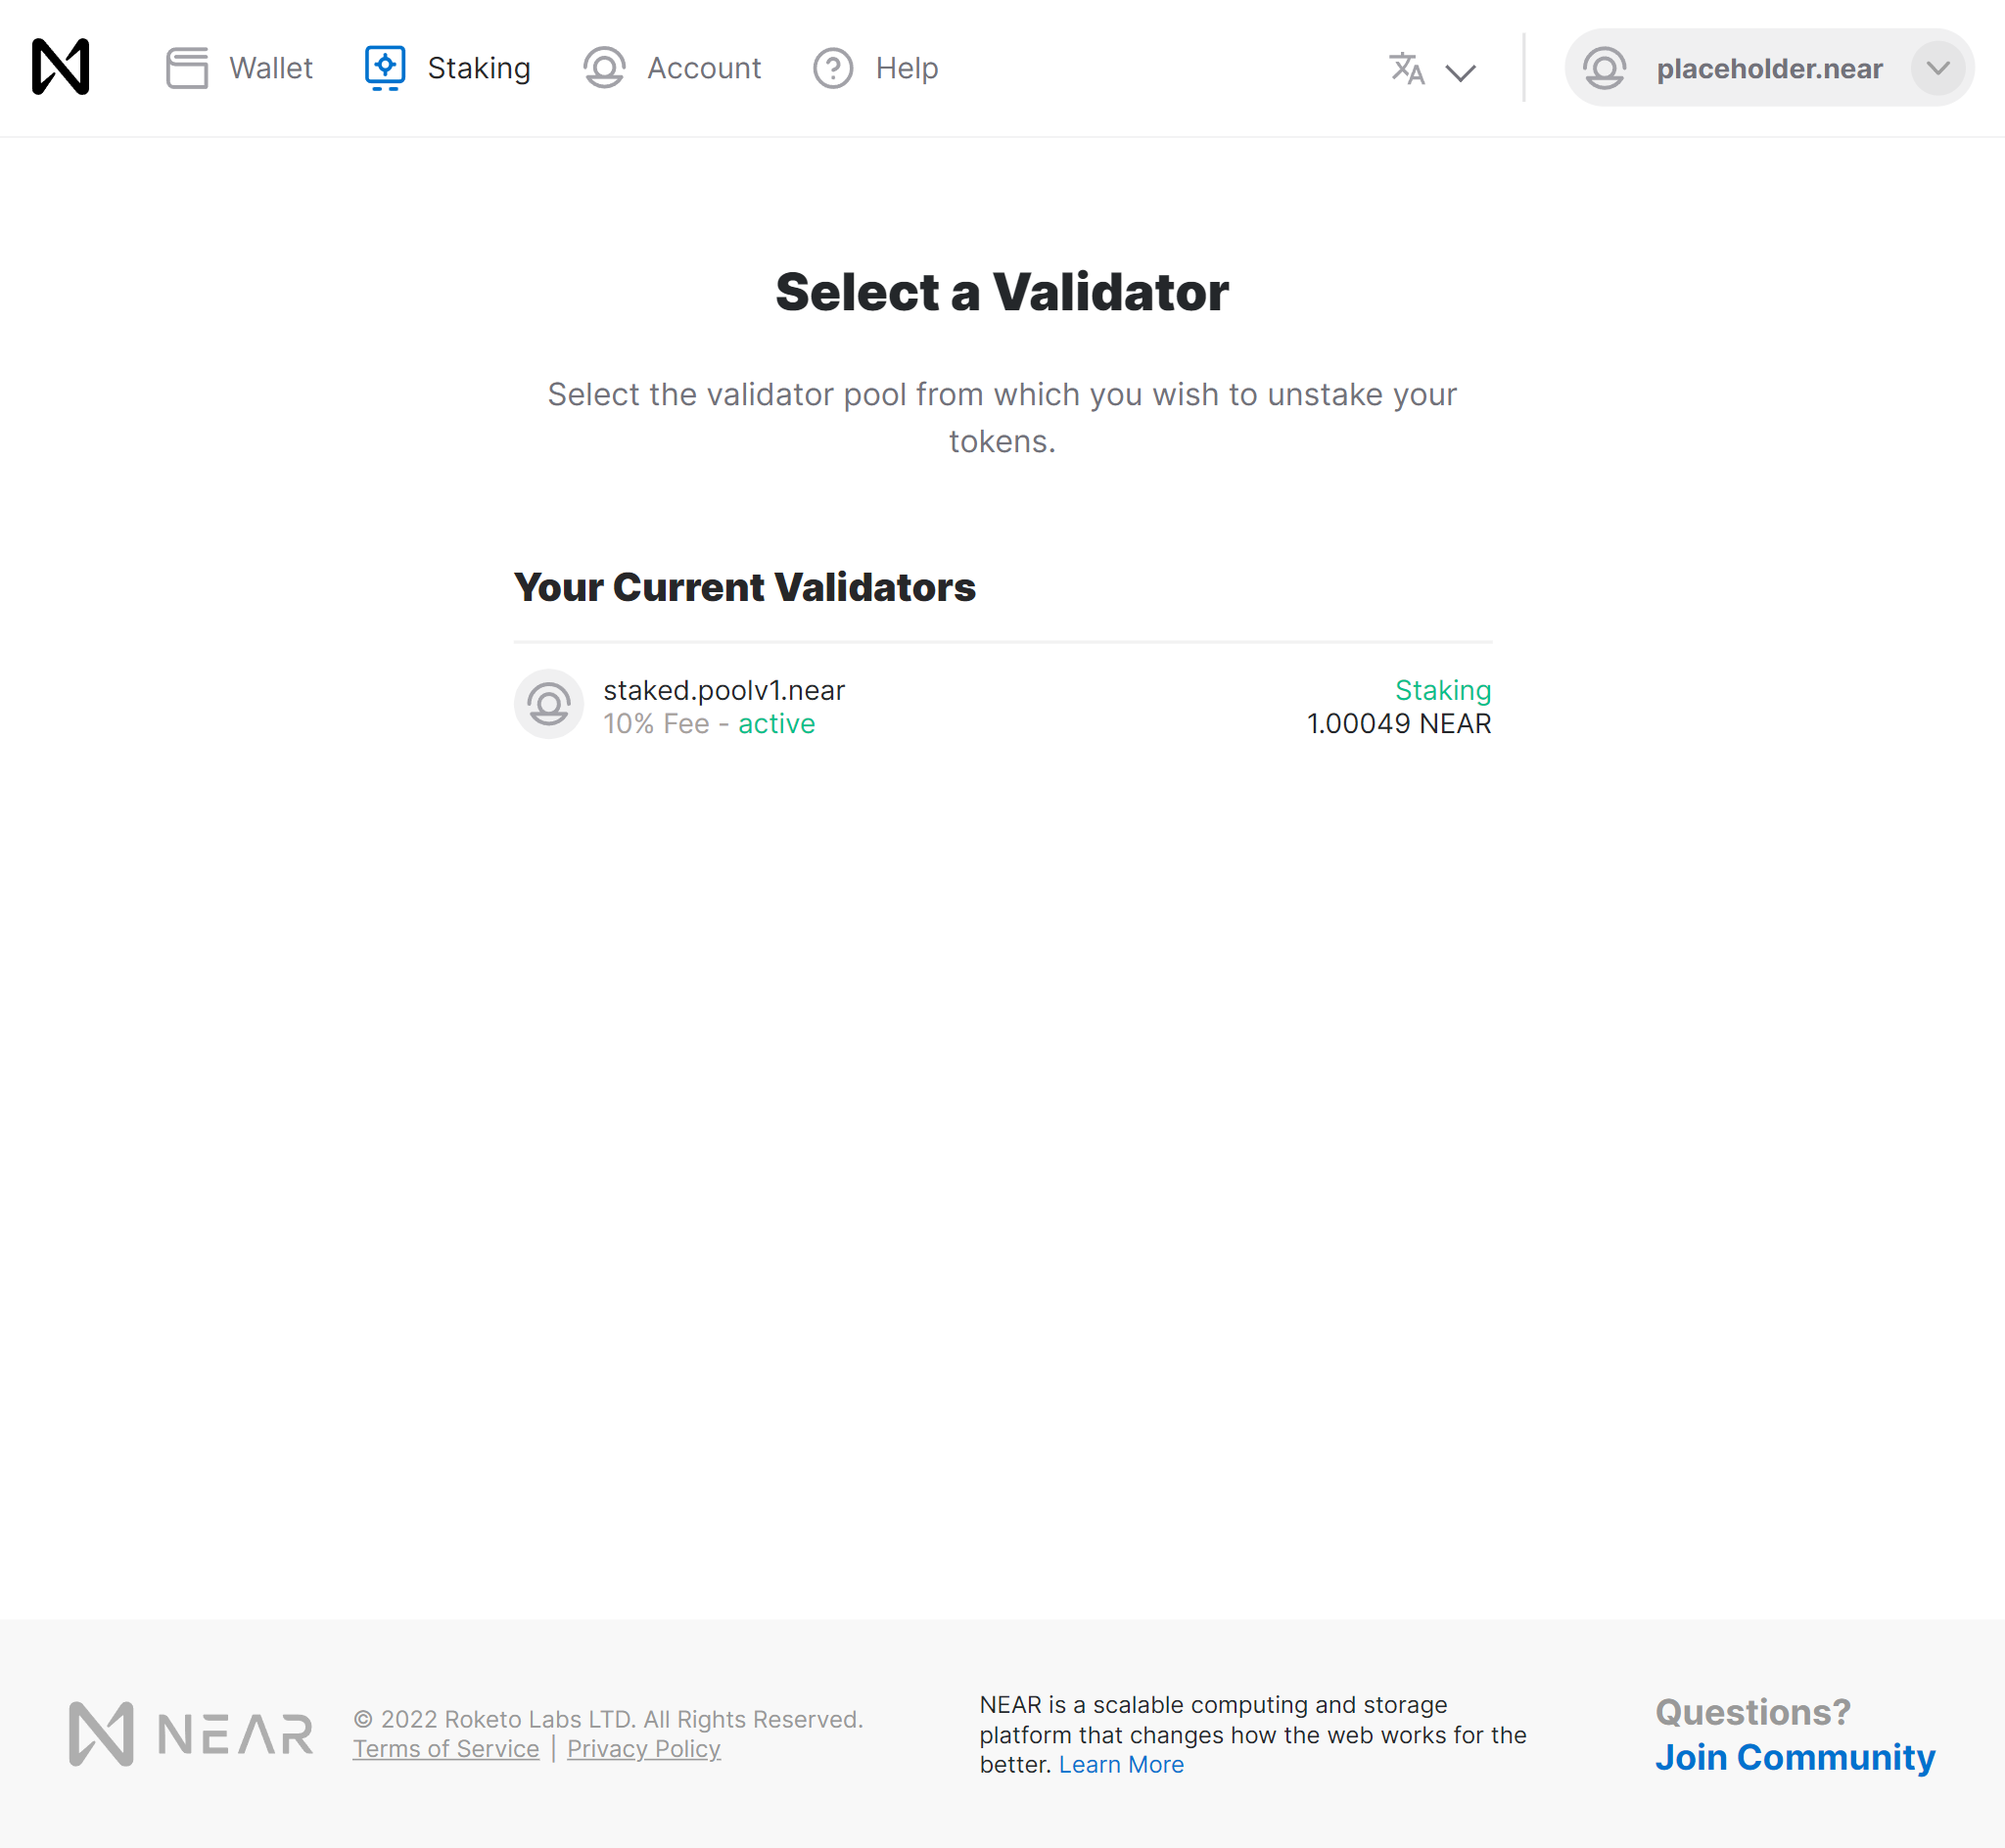 Wallet
Staking
Account
Help
placeholder.near
Select a Validator
Select the validator pool from which you wish to unstake your
tokens.
Your Current Validators
staked.poolv1.near
Staking
10% Fee - active
1.00049 NEAR
NEAR
© 2022 Roketo Labs LTD. All Rights Reserved.
Terms of Service | Privacy Policy
NEAR is a scalable computing and storage
platform that changes how the web works for the
better. Learn More
Questions?
Join Community